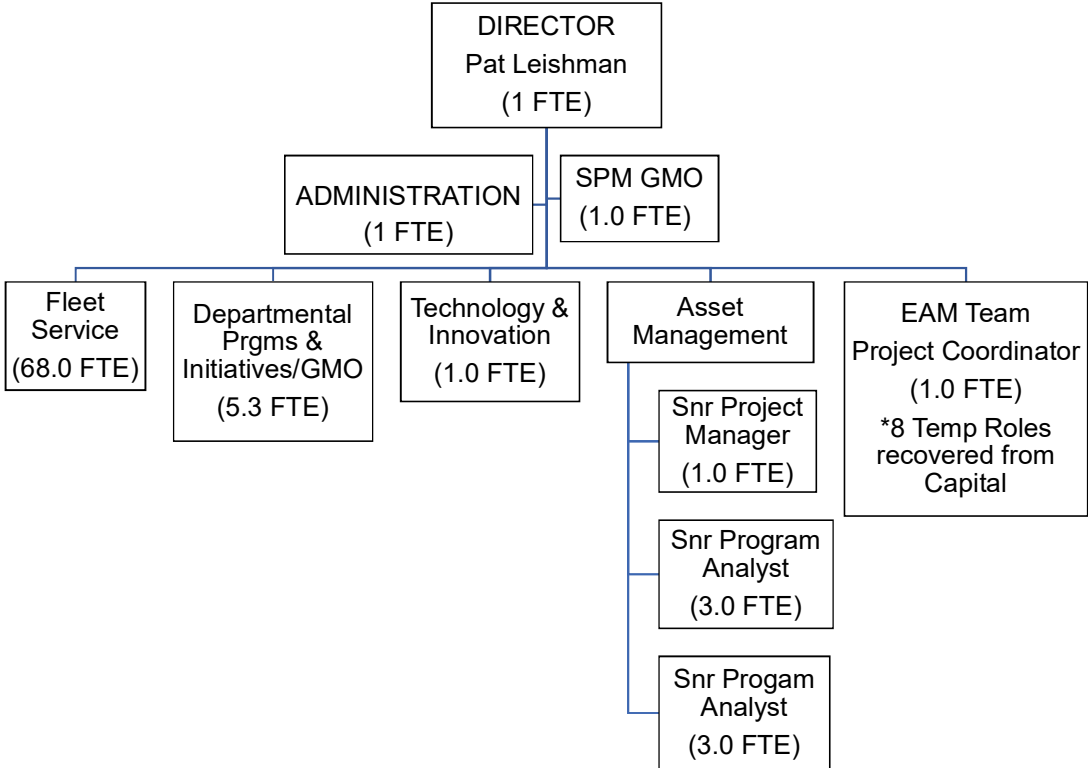 DIRECTOR
Pat Leishman
(1 FTE)
ADMINISTRATION
(1 FTE)
SPM GMO
(1.0 FTE)
Fleet
Service
(68.0 FTE)
Departmental
Prgms &
Initiatives/GMO
(5.3 FTE)
Technology &
Innovation
(1.0 FTE)
Asset
Management
EAM Team
Project Coordinator
(1.0 FTE)
*8 Temp Roles
recovered from
Capital
Snr Project
Manager
(1.0 FTE)
Snr Program
Analyst
(3.0 FTE)
Snr Progam
Analyst
(3.0 FTE)